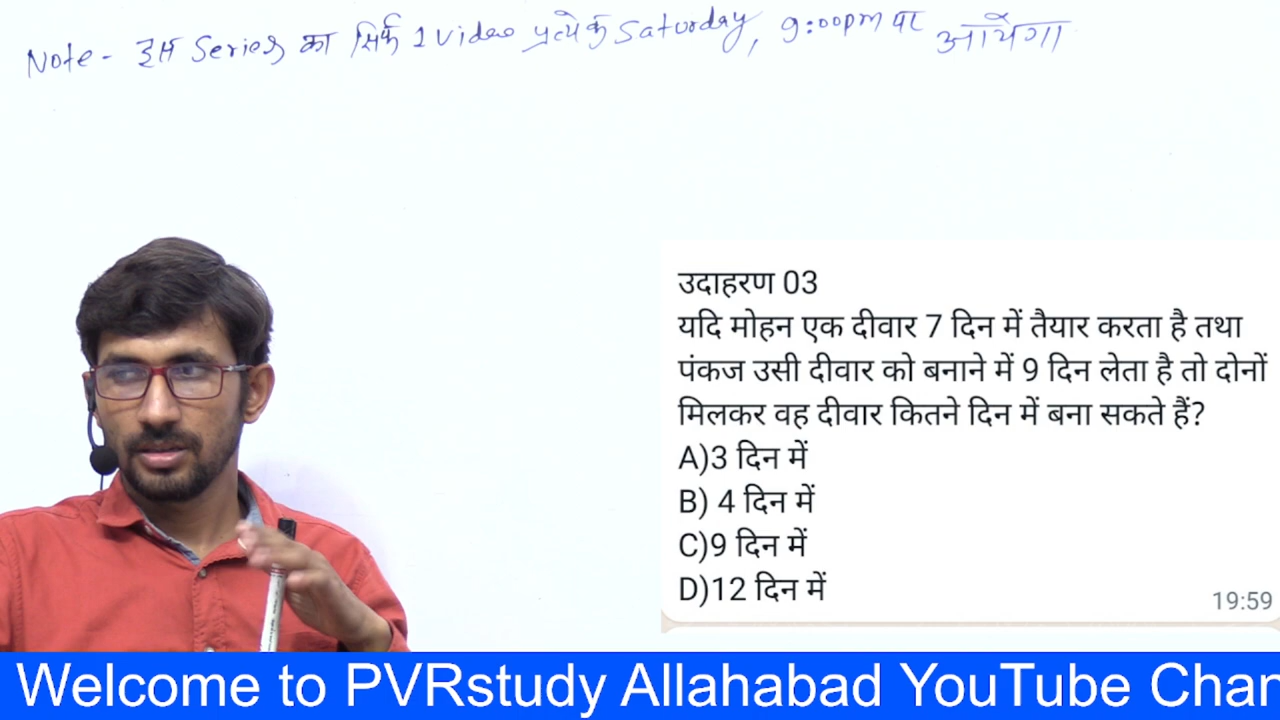 Note- इस Series का सिर्फ 1 Video प्रत्येक Saturday, 9:00pm पर आयेगा
उदाहरण 03
यदि मोहन एक दीवार 7 दिन में तैयार करता है तथा
पंकज उसी दीवार को बनाने में 9 दिन लेता है तो दोनों
मिलकर वह दीवार कितने दिन में बना सकते हैं?
A)3 दिन में
B) 4 दिन में
C)9 दिन में
D)12 दिन में
19:59
Welcome to PVRstudy Allahabad YouTube Chan